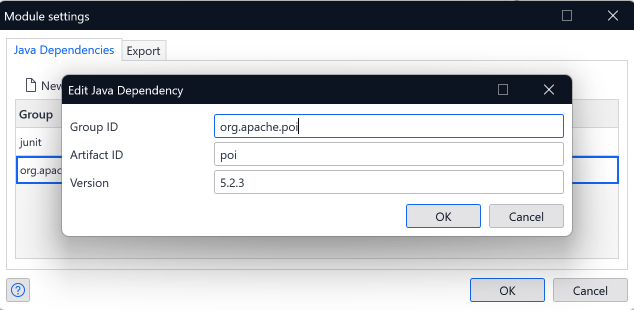 Module settings
Java Dependencies
Export
New
Edit Java Dependency
Group
Group ID
org.apache.poi
junit
Artifact ID
poi
org.apac
Version
5.2.3
OK
Cancel
?
OK
Cancel